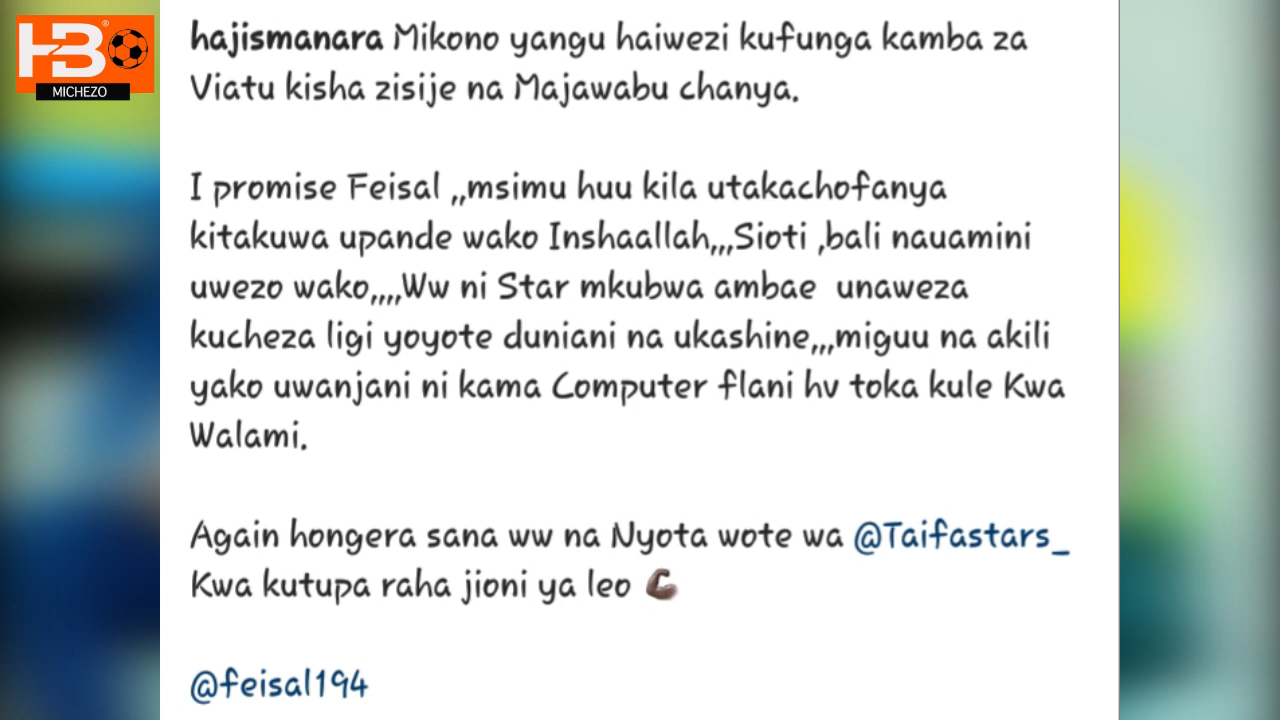 HB
MICHEZO
hajismanara Mikono yangu haiwezi kufunga kamba za
Viatu kisha zisije na Majawabu chanya.
I promise Feisal ,,msimu huu kila utakachofanya
kitakuwa upande wako Inshaallah,,,Sioti ,bali nauamini
uwezo wako,,,,Ww ni Star mkubwa ambae unaweza
kucheza ligi yoyote duniani na ukashine,,,miguu na akili
yako uwanjani ni kama Computer flani hv toka kule Kwa
Walami.
Again hongera sana ww na Nyota wote wa @Taifastars_
Kwa kutupa raha jioni ya leo 💪🏿
@feisal194